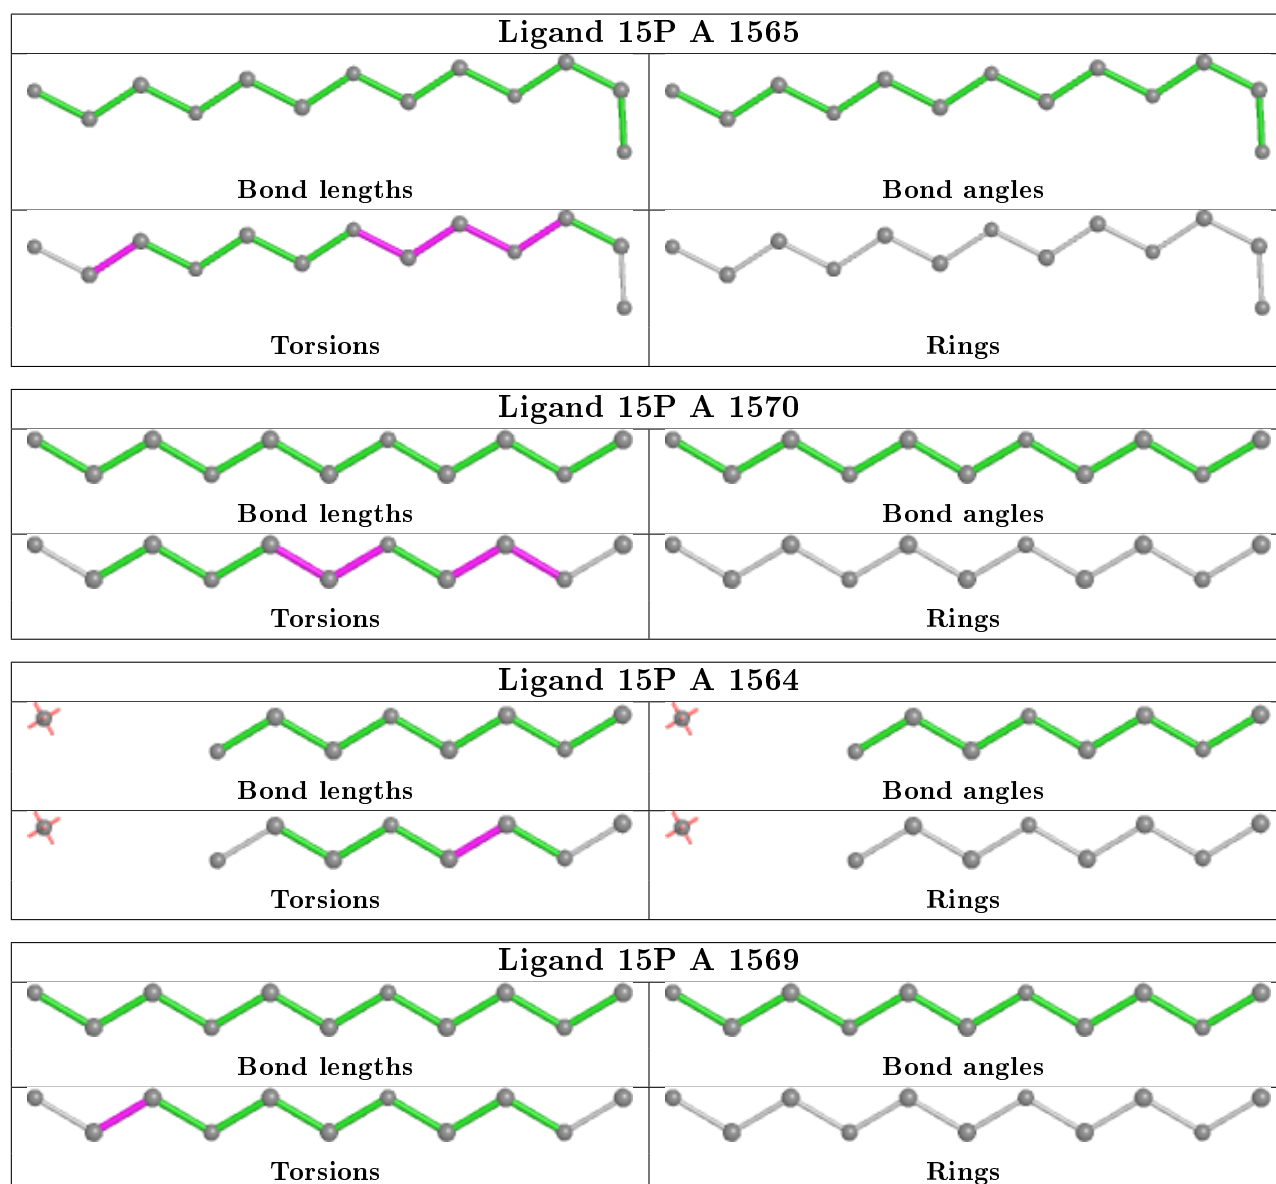 Ligand 15P A 1565
Bond lengths
Bond angles
Torsions
Rings
Ligand 15P A 1570
Bond lengths
Bond angles
Torsions
Rings
Ligand 15P A 1564
Bond lengths
Bond angles
Torsions
Rings
Ligand 15P A 1569
Bond lengths
Bond angles
Torsions
Rings